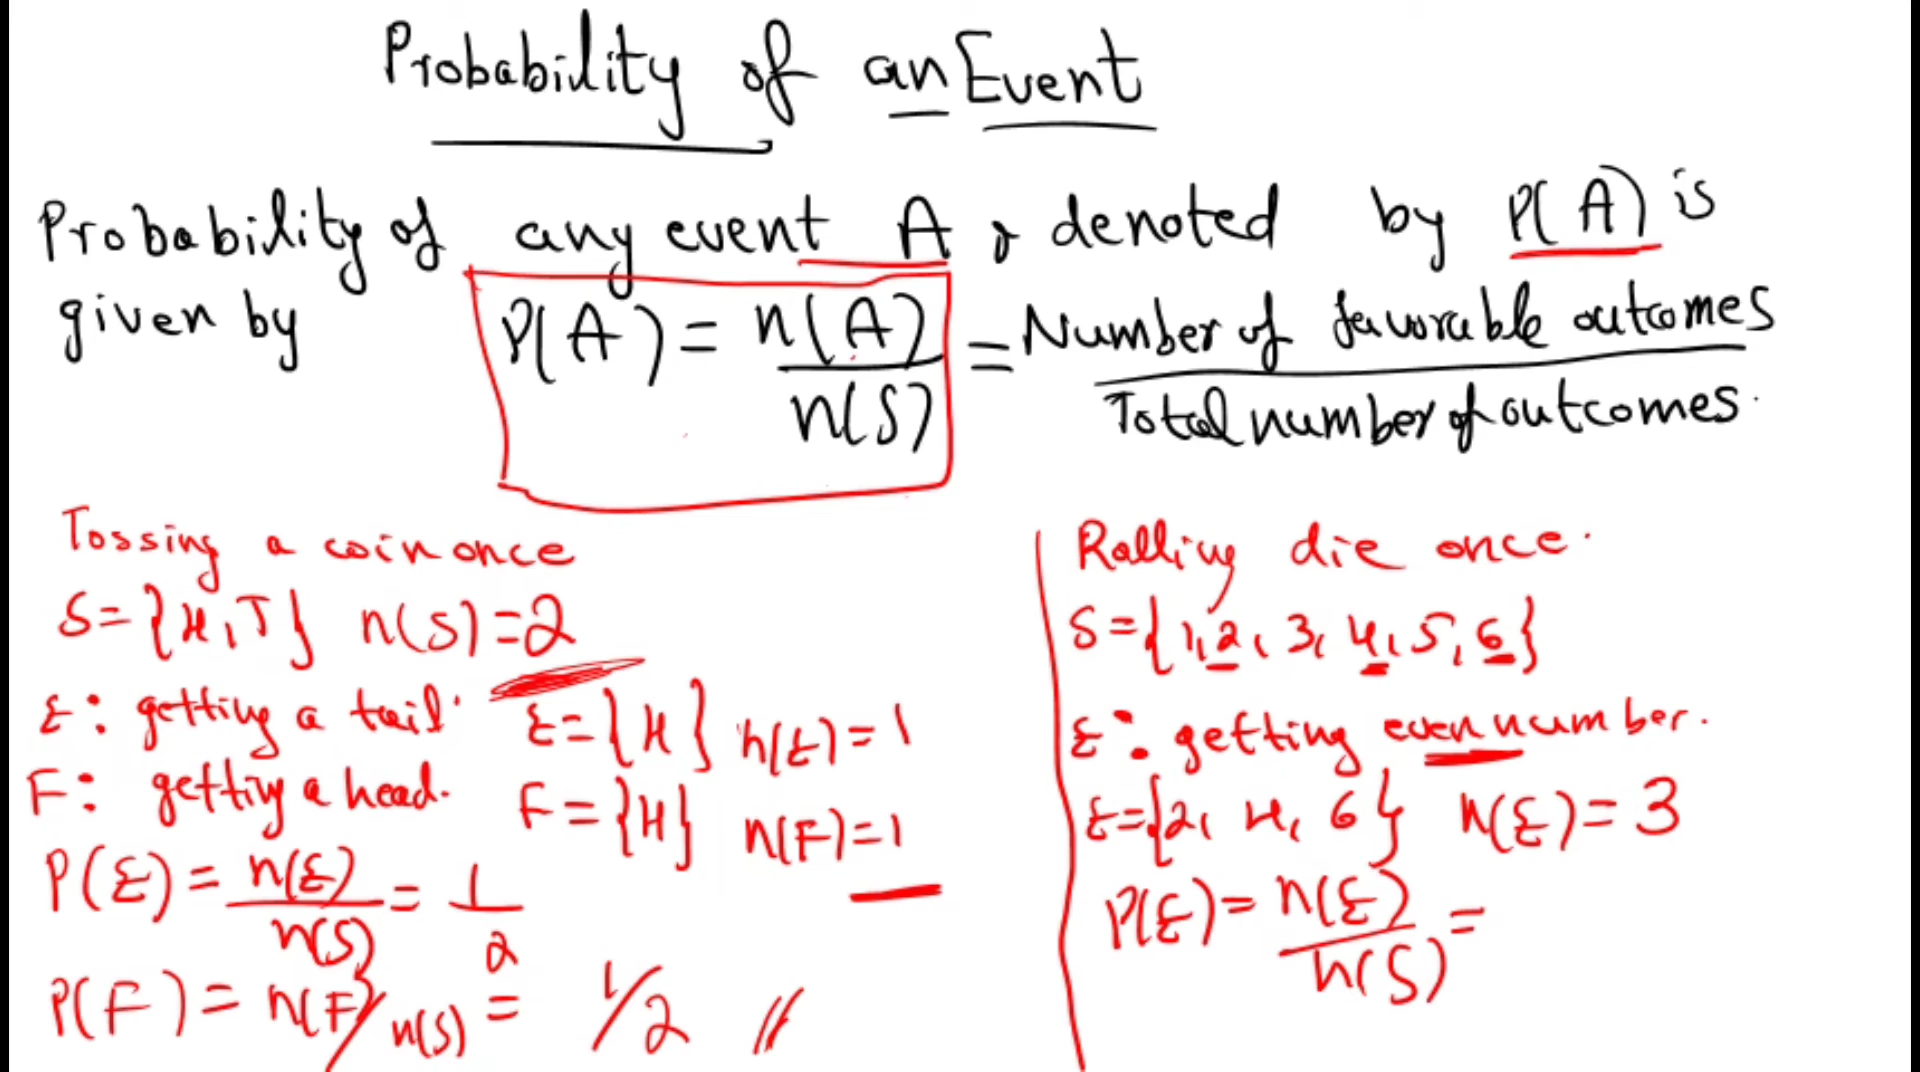 Probability of an Event
Probability of any event A & denoted by P(A) is
given by P(A) = n(A)/n(S) = Number of favorable outcomes/Total number of outcomes.
Tossing a coin once
S={H,T} n(S)=2
E: getting a tail. E={H} n(E)=1
F: getting a head. F={H} n(F)=1
P(E) = n(E)/n(S) = 1/2
P(F) = n(F)/n(S) = 1/2 //
Rolling die once.
S={1,2,3,4,5,6}
E: getting even number.
E={2,4,6} n(E)=3
P(E) = n(E)/n(S) =